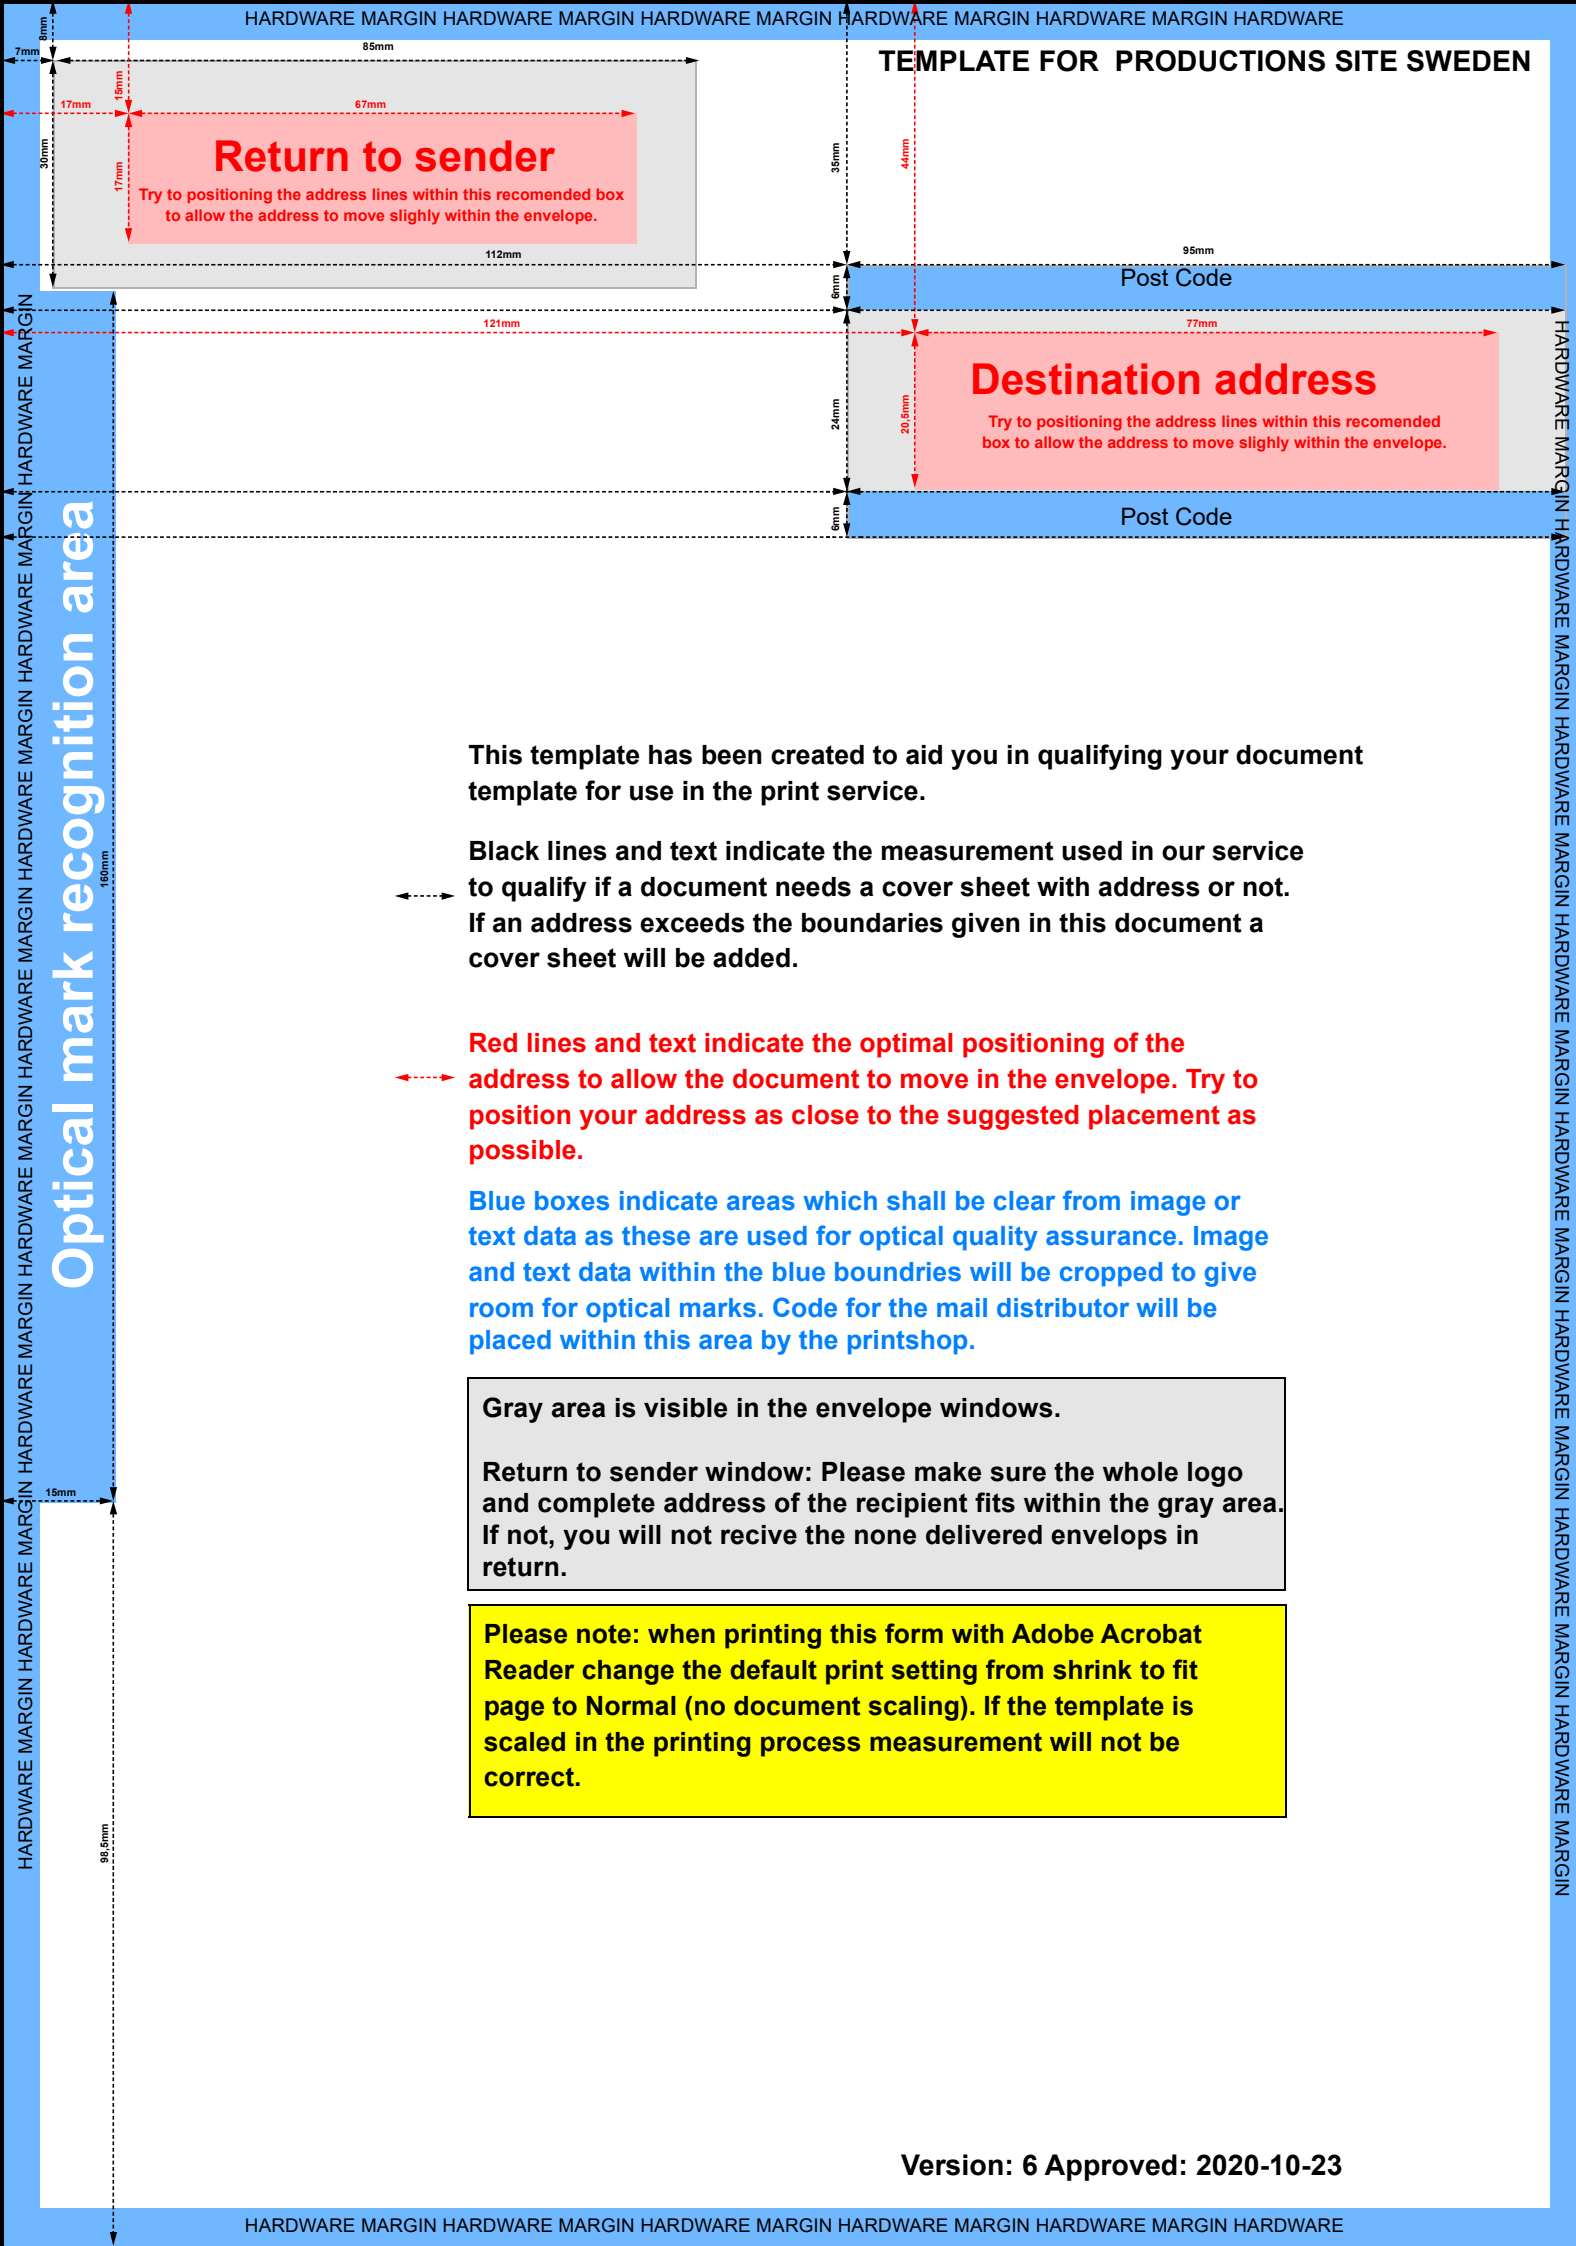 HARDWARE MARGIN HARDWARE MARGIN HARDWARE MARGIN HARDWARE MARGIN HARDWARE MARGIN HARDWARE
8mm
7mm
85mm
TEMPLATE FOR  PRODUCTIONS SITE SWEDEN
15mm
17mm
67mm
30mm
17mm
Return to sender
Try to positioning the address lines within this recomended box
to allow the address to move slighly within the envelope.
35mm
44mm
112mm
95mm
6mm
Post Code
121mm
77mm
24mm
20,5mm
Destination address
Try to positioning the address lines within this recomended
box to allow the address to move slighly within the envelope.
6mm
Post Code
HARDWARE MARGIN HARDWARE MARGIN HARDWARE MARGIN HARDWARE MARGIN HARDWARE MARGIN HARDWARE MARGIN HARDWARE MARGIN HARDWARE MARGIN
Optical mark recognition area
160mm
HARDWARE MARGIN HARDWARE MARGIN HARDWARE MARGIN HARDWARE MARGIN HARDWARE MARGIN HARDWARE MARGIN HARDWARE MARGIN HARDWARE MARGIN
This template has been created to aid you in qualifying your document
template for use in the print service.
Black lines and text indicate the measurement used in our service
to qualify if a document needs a cover sheet with address or not.
If an address exceeds the boundaries given in this document a
cover sheet will be added.
Red lines and text indicate the optimal positioning of the
address to allow the document to move in the envelope. Try to
position your address as close to the suggested placement as
possible.
Blue boxes indicate areas which shall be clear from image or
text data as these are used for optical quality assurance. Image
and text data within the blue boundries will be cropped to give
room for optical marks. Code for the mail distributor will be
placed within this area by the printshop.
Gray area is visible in the envelope windows.
Return to sender window: Please make sure the whole logo
and complete address of the recipient fits within the gray area.
If not, you will not recive the none delivered envelops in
return.
15mm
Please note: when printing this form with Adobe Acrobat
Reader change the default print setting from shrink to fit
page to Normal (no document scaling). If the template is
scaled in the printing process measurement will not be
correct.
98,5mm
Version: 6 Approved: 2020-10-23
HARDWARE MARGIN HARDWARE MARGIN HARDWARE MARGIN HARDWARE MARGIN HARDWARE MARGIN HARDWARE